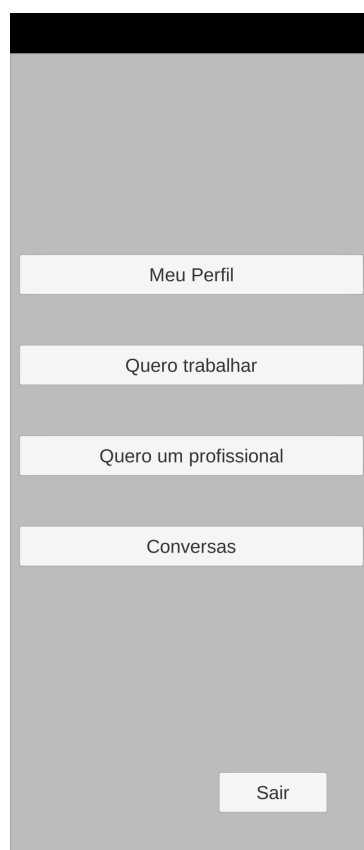 Meu Perfil
Quero trabalhar
Quero um profissional
Conversas
Sair